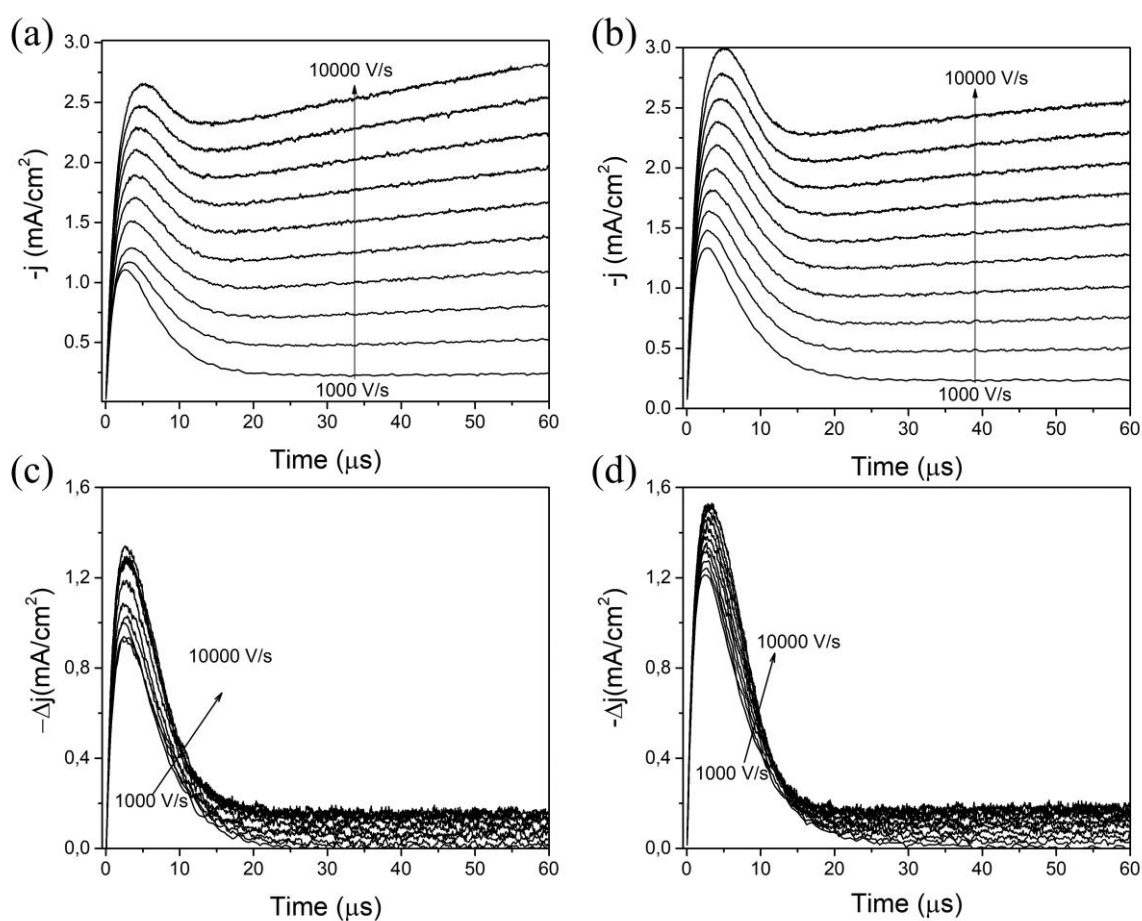 (a)
3.0
2.5
2.0
1.5
1.0
0.5
-j (mA/cm²)
10000 V/s
1000 V/s
0 10 20 30 40 50 60
Time (μs)
(b)
3.0
2.5
2.0
1.5
1.0
0.5
0.0
-j (mA/cm²)
10000 V/s
1000 V/s
0 10 20 30 40 50 60
Time (μs)
(c)
1,6
1,2
0,8
0,4
0,0
−Δj(mA/cm²)
10000 V/s
1000 V/s
0 10 20 30 40 50 60
Time (μs)
(d)
1,6
1,2
0,8
0,4
0,0
-Δj(mA/cm²)
10000 V/s
1000 V/s
0 10 20 30 40 50 60
Time (μs)